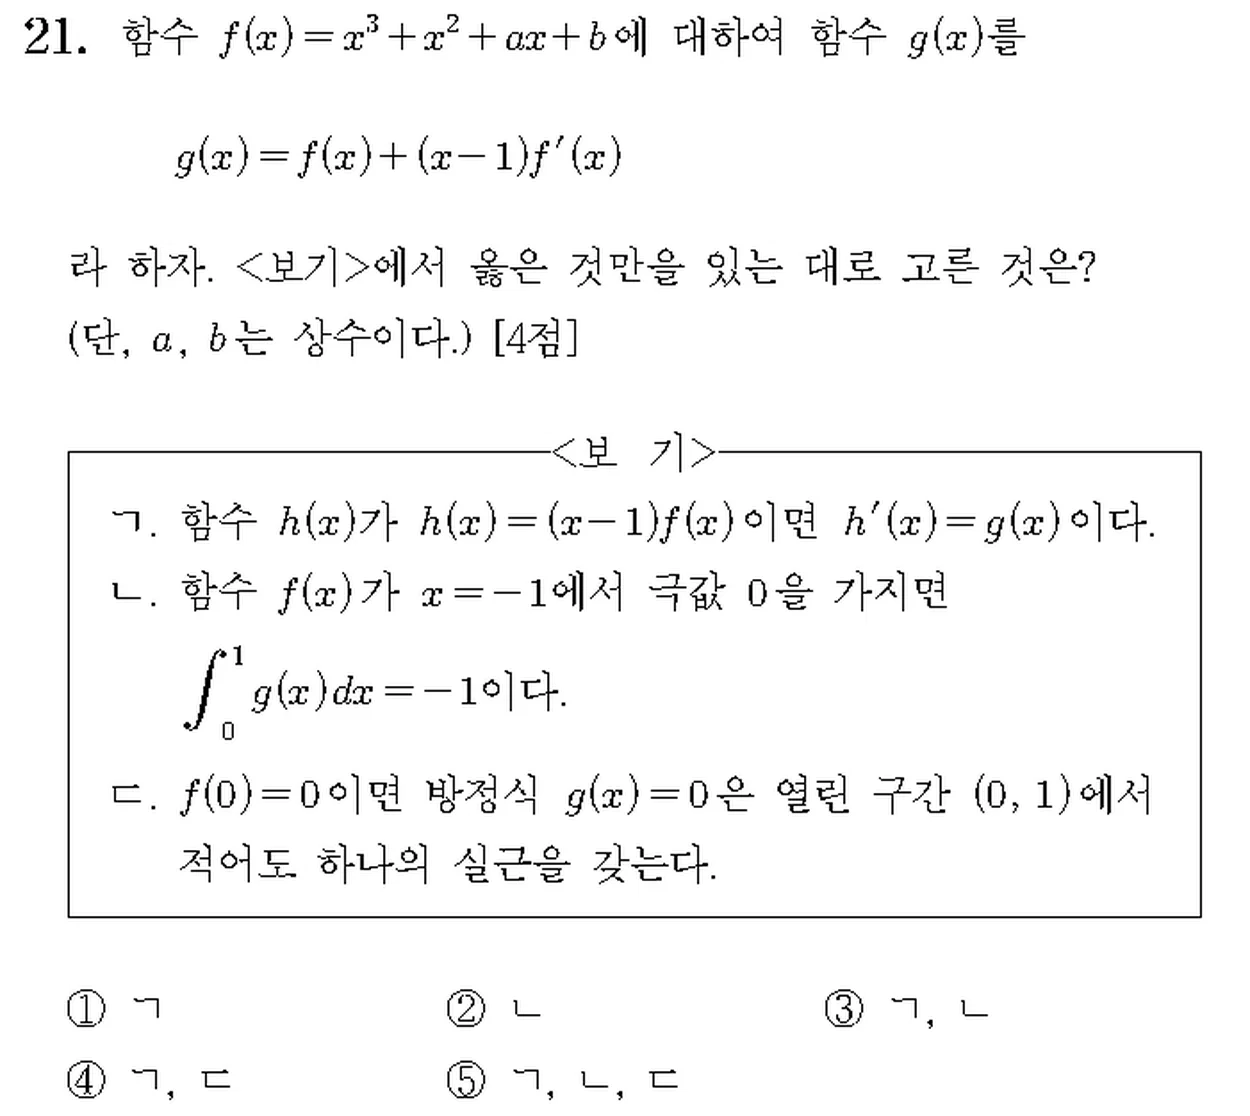 21. 함수 f(x)=x³+x²+ax+b에 대하여 함수 g(x)를
g(x)=f(x)+(x-1)f′(x)
라 하자. <보기>에서 옳은 것만을 있는 대로 고른 것은?
(단, a, b는 상수이다.) [4점]
<보 기>
ㄱ. 함수 h(x)가 h(x)=(x-1)f(x)이면 h′(x)=g(x)이다.
ㄴ. 함수 f(x)가 x=-1에서 극값 0을 가지면
∫₀¹ g(x)dx=-1이다.
ㄷ. f(0)=0이면 방정식 g(x)=0은 열린 구간 (0, 1)에서
적어도 하나의 실근을 갖는다.
① ㄱ ② ㄴ ③ ㄱ, ㄴ
④ ㄱ, ㄷ ⑤ ㄱ, ㄴ, ㄷ